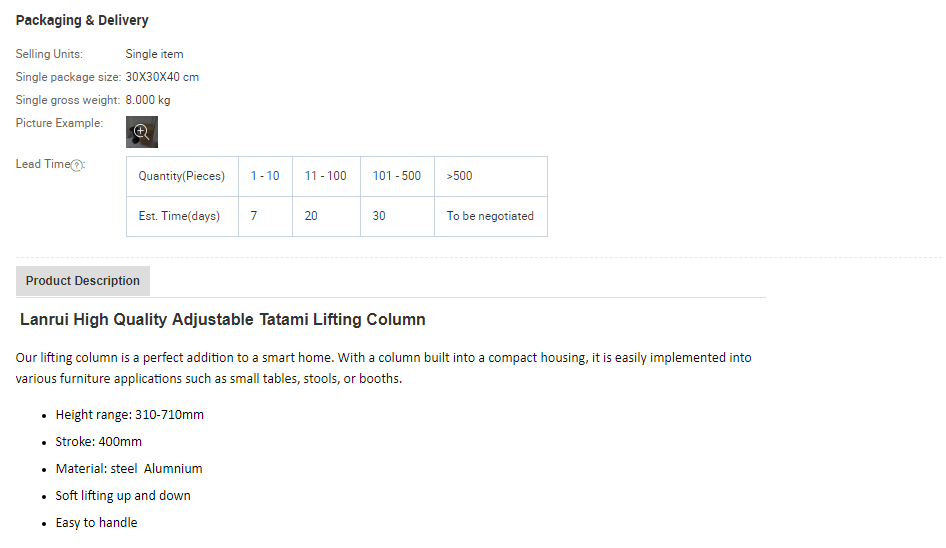 Packaging & Delivery
Selling Units: Single item
Single package size: 30X30X40 cm
Single gross weight: 8.000 kg
Picture Example:
Lead Time?:
Quantity(Pieces) 1 - 10 11 - 100 101 - 500 >500
Est. Time(days) 7 20 30 To be negotiated
Product Description
Lanrui High Quality Adjustable Tatami Lifting Column
Our lifting column is a perfect addition to a smart home. With a column built into a compact housing, it is easily implemented into
various furniture applications such as small tables, stools, or booths.
• Height range: 310-710mm
• Stroke: 400mm
• Material: steel Alumnium
• Soft lifting up and down
• Easy to handle